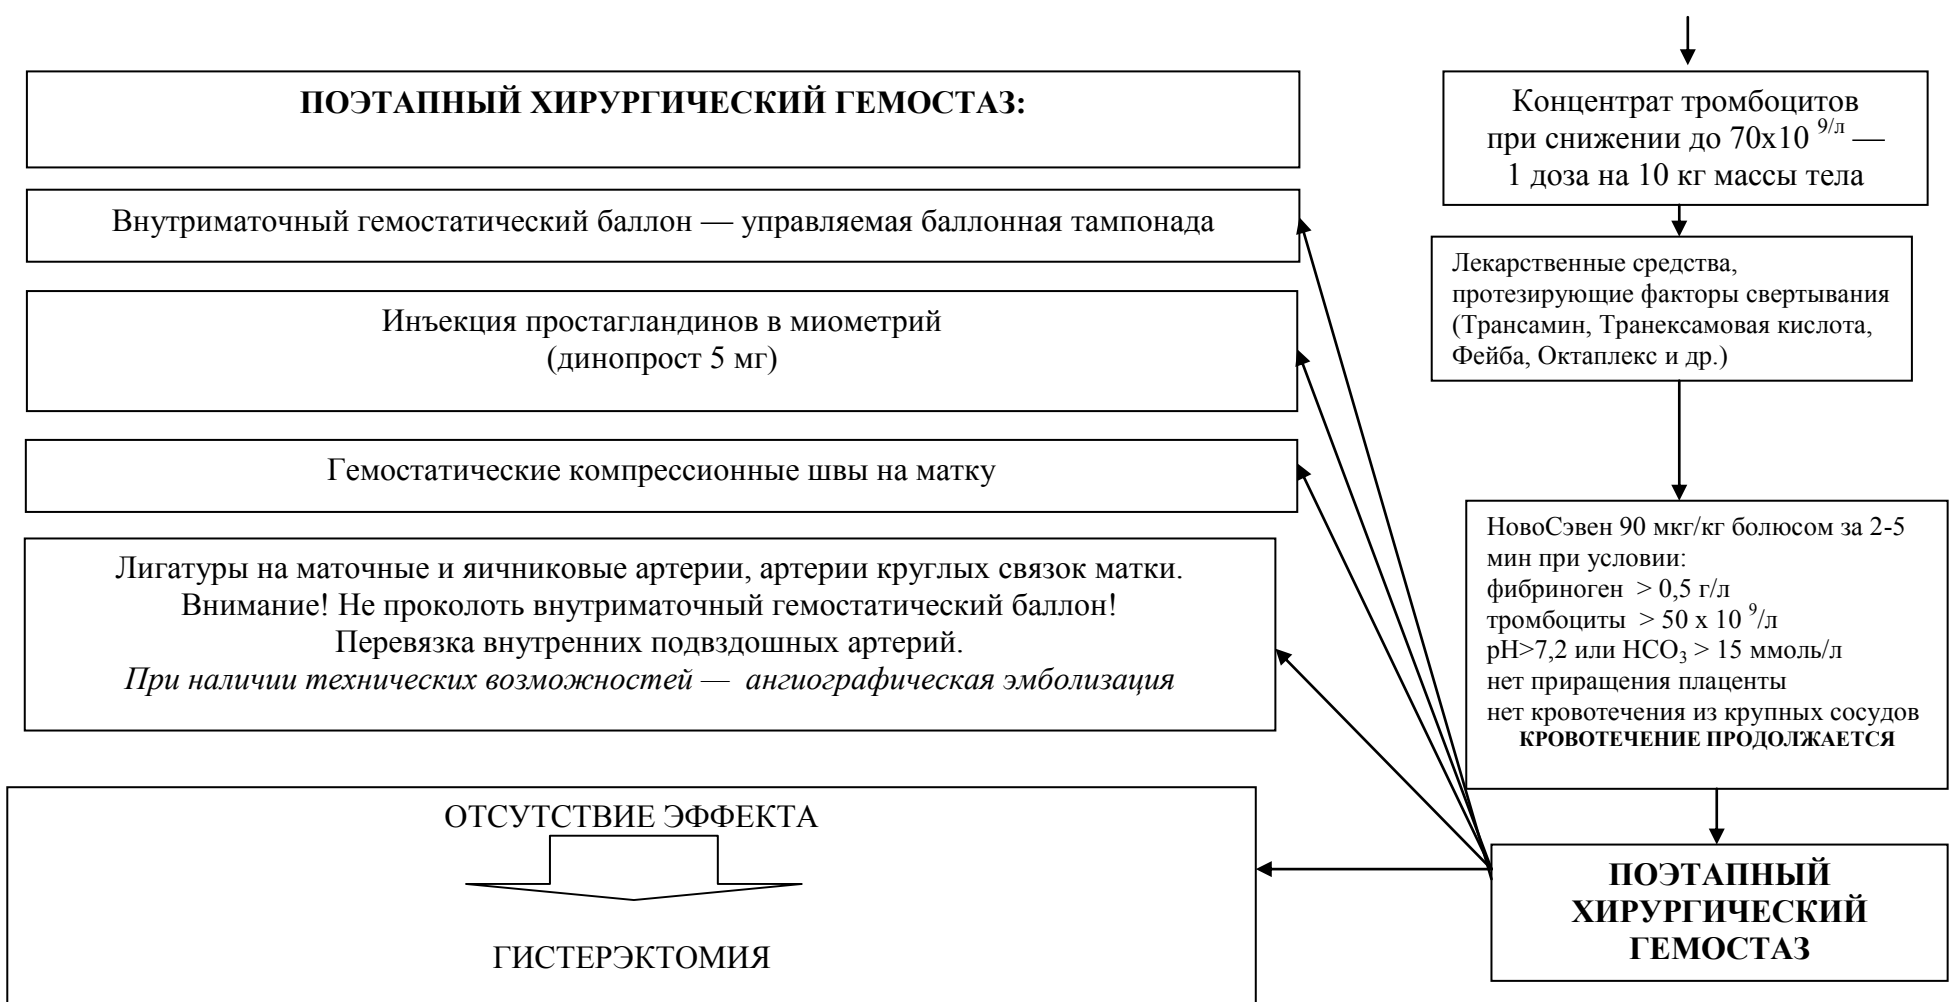 ПОЭТАПНЫЙ ХИРУРГИЧЕСКИЙ ГЕМОСТАЗ:
Внутриматочный гемостатический баллон — управляемая баллонная тампонада
Инъекция простагландинов в миометрий
(динопрост 5 мг)
Гемостатические компрессионные швы на матку
Лигатуры на маточные и яичниковые артерии, артерии круглых связок матки.
Внимание! Не проколоть внутриматочный гемостатический баллон!
Перевязка внутренних подвздошных артерий.
При наличии технических возможностей — ангиографическая эмболизация
ОТСУТСТВИЕ ЭФФЕКТА
ГИСТЕРЭКТОМИЯ
Концентрат тромбоцитов
при снижении до 70х10 9/л —
1 доза на 10 кг массы тела
Лекарственные средства,
протезирующие факторы свертывания
(Трансамин, Транексамовая кислота,
Фейба, Октаплекс и др.)
НовоСэвен 90 мкг/кг болюсом за 2-5
мин при условии:
фибриноген > 0,5 г/л
тромбоциты > 50 х 10 9/л
рН>7,2 или НСО3 > 15 ммоль/л
нет приращения плаценты
нет кровотечения из крупных сосудов
КРОВОТЕЧЕНИЕ ПРОДОЛЖАЕТСЯ
ПОЭТАПНЫЙ
ХИРУРГИЧЕСКИЙ
ГЕМОСТАЗ